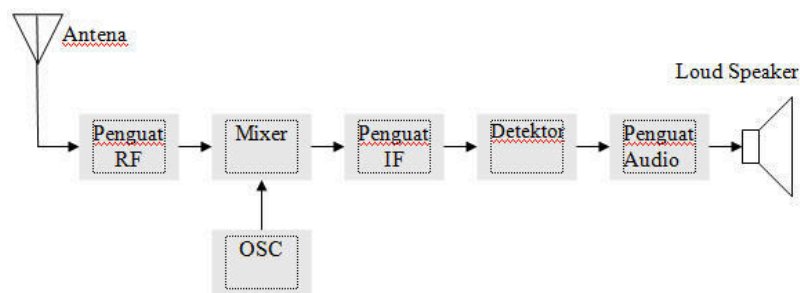 Antena
Loud Speaker
Penguat
RF
Mixer
Penguat
IF
Detektor
Penguat
Audio
OSC